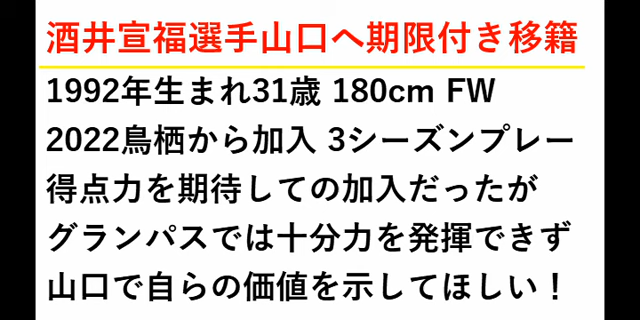 酒井宣福選手山口へ期限付き移籍
1992年生まれ31歳 180cm FW
2022鳥栖から加入 3シーズンプレー
得点力を期待しての加入だったが
グランパスでは十分力を発揮できず
山口で自らの価値を示してほしい！